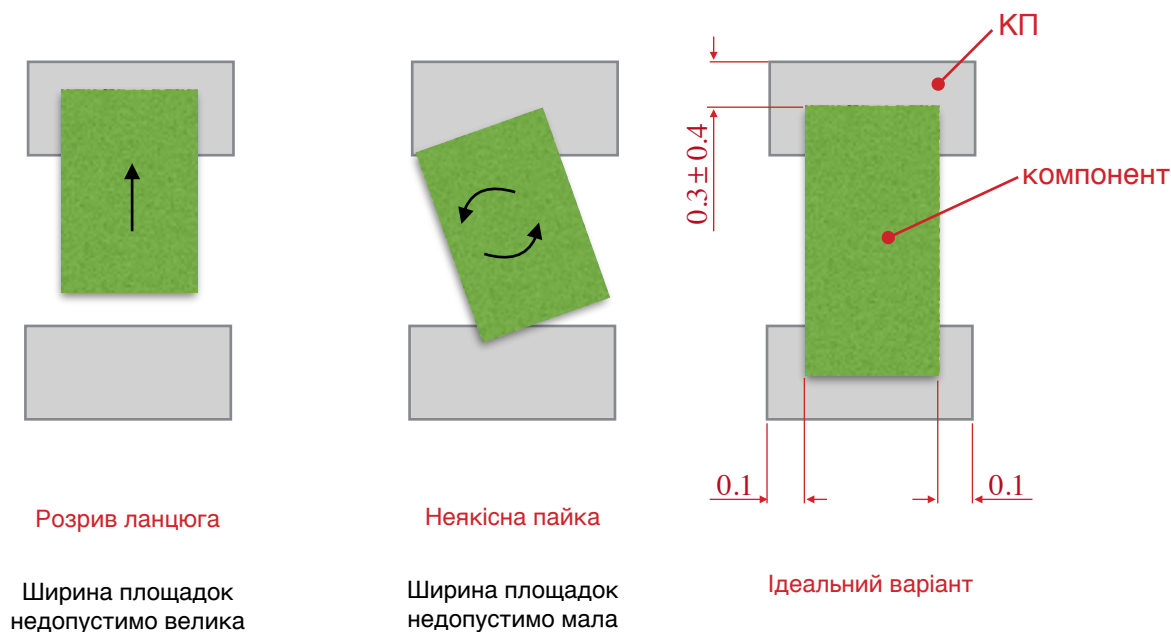 КП
0.3 ± 0.4
компонент
0.1
0.1
Розрив ланцюга
Неякісна пайка
Ідеальний варіант
Ширина площадок
недопустимо велика
Ширина площадок
недопустимо мала